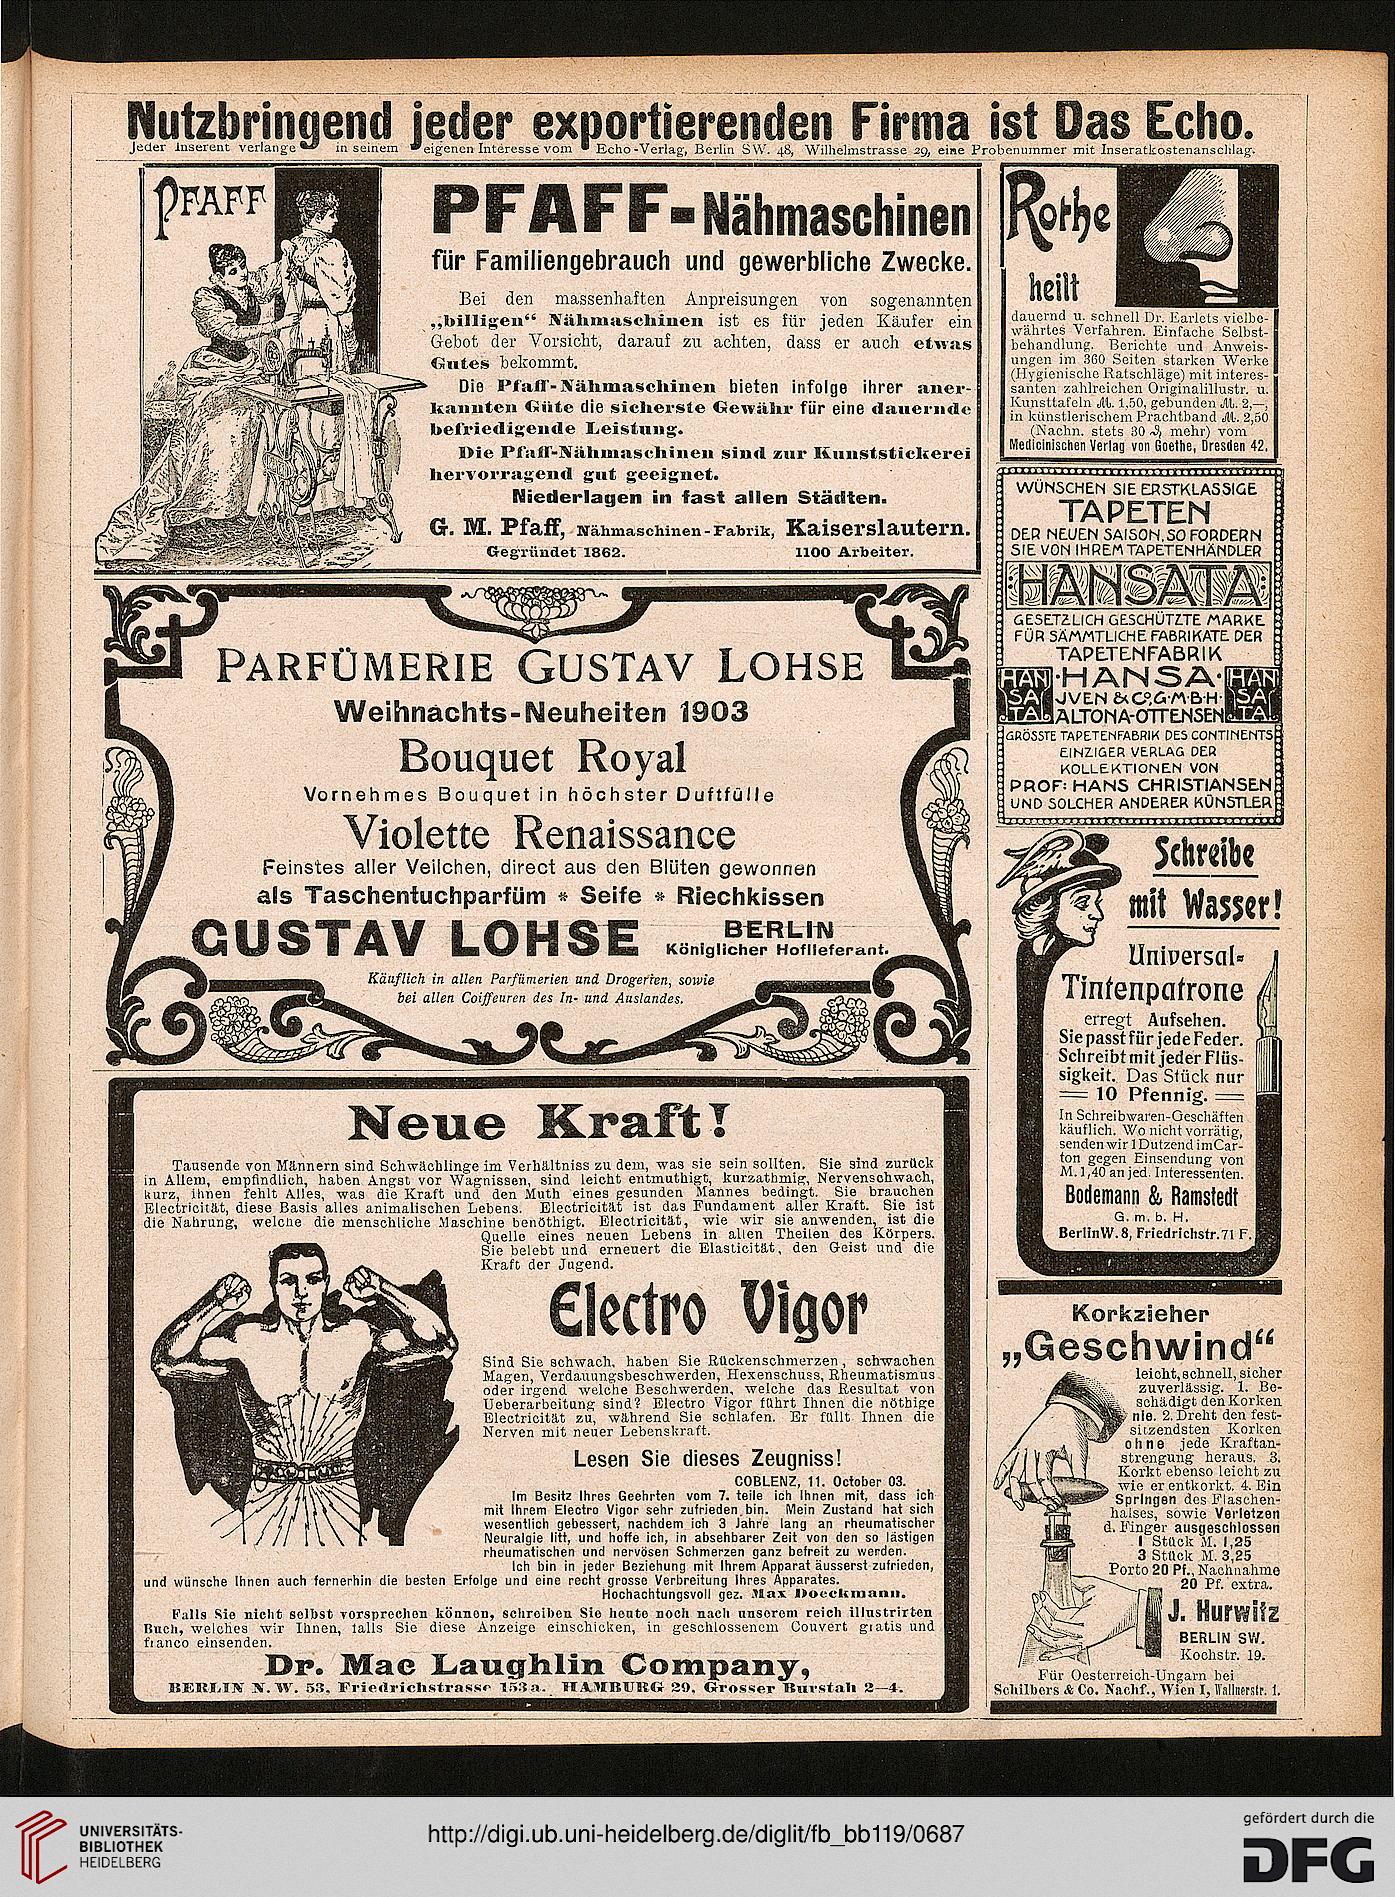 Nutzbringend jeder exportierenden Firma ist Das Echo.
Jeder Inserent verlange in seinem eigenen Interesse vom Echo-Verlag, Berlin SW. 48, Wilhelmstrasse 29, eine Probenummer mit Inseratkostenanschlag.
PFAFF
PFAFF-Nähmaschinen
für Familiengebrauch und gewerbliche Zwecke.
Bei den massenhaften Anpreisungen von sogenannten
„billigen“ Nähmaschinen ist es für jeden Käufer ein
Gebot der Vorsicht, darauf zu achten, dass er auch etwas
Gutes bekommt.
Die Pfaff-Nähmaschinen bieten infolge ihrer aner-
kannten Güte die sicherste Gewähr für eine dauernde
befriedigende Leistung.
Die Pfaff-Nähmaschinen sind zur Kunststickerei
hervorragend gut geeignet.
Niederlagen in fast allen Städten.
G. M. Pfaff, Nähmaschinen-Fabrik, Kaiserslautern.
Gegründet 1862. 1100 Arbeiter.
Rothe
heilt
dauernd u. schnell Dr. Earlets vielbe-
währtes Verfahren. Einfache Selbst-
behandlung. Berichte und Anweis-
ungen im 360 Seiten starken Werke
(Hygienische Ratschläge) mit interes-
santen zahlreichen Originalillustr. u.
Kunsttafeln ℳ. 1,50, gebunden ℳ. 2,—;
in künstlerischem Prachtband ℳ. 2,50
(Nachn. stets 30 ₰ mehr) vom
Medicinischen Verlag von Goethe, Dresden 42.
WÜNSCHEN SIE ERSTKLASSIGE
TAPETEN
DER NEUEN SAISON, SO FORDERN
SIE VON IHREM TAPETENHÄNDLER
HANSATA
GESETZLICH GESCHÜTZTE MARKE
FÜR SÄMMTLICHE FABRIKATE DER
TAPETENFABRIK
HANSATA ·HANSA· HANSATA
JVEN & Co. G·M·B·H·
ALTONA-OTTENSEN
GRÖSSTE TAPETENFABRIK DES CONTINENTS
EINZIGER VERLAG DER
KOLLEKTIONEN VON
PROF: HANS CHRISTIANSEN
UND SOLCHER ANDERER KÜNSTLER
PARFÜMERIE GUSTAV LOHSE
Weihnachts-Neuheiten 1903
Bouquet Royal
Vornehmes Bouquet in höchster Duftfülle
Violette Renaissance
Feinstes aller Veilchen, direct aus den Blüten gewonnen
als Taschentuchparfüm * Seife * Riechkissen
GUSTAV LOHSE BERLIN
Königlicher Hoflieferant.
Käuflich in allen Parfümerien und Drogerien, sowie
bei allen Coiffeuren des In- und Auslandes.
Schreibe
mit Wasser!
Universal-
Tintenpatrone
erregt Aufsehen.
Sie passt für jede Feder.
Schreibt mit jeder Flüs-
sigkeit. Das Stück nur
10 Pfennig.
In Schreibwaren-Geschäften
käuflich. Wo nicht vorrätig,
senden wir 1 Dutzend im Car-
ton gegen Einsendung von
M. 1,40 an jed. Interessenten.
Bodemann & Ramstedt
G. m. b. H.
Berlin W. 8, Friedrichstr. 71 F.
Neue Kraft!
Tausende von Männern sind Schwächlinge im Verhältniss zu dem, was sie sein sollten. Sie sind zurück
in Allem, empfindlich, haben Angst vor Wagnissen, sind leicht entmuthigt, kurzathmig, Nervenschwach,
kurz, ihnen fehlt Alles, was die Kraft und den Muth eines gesunden Mannes bedingt. Sie brauchen
Electricität, diese Basis alles animalischen Lebens. Electricität ist das Fundament aller Kraft. Sie ist
die Nahrung, welche die menschliche Maschine benöthigt. Electricität, wie wir sie anwenden, ist die
Quelle eines neuen Lebens in allen Theilen des Körpers.
Sie belebt und erneuert die Elasticität, den Geist und die
Kraft der Jugend.
Electro Vigor
Sind Sie schwach, haben Sie Rückenschmerzen, schwachen
Magen, Verdauungsbeschwerden, Hexenschuss, Rheumatismus
oder irgend welche Beschwerden, welche das Resultat von
Ueberarbeitung sind? Electro Vigor führt Ihnen die nöthige
Electricität zu, während Sie schlafen. Er füllt Ihnen die
Nerven mit neuer Lebenskraft.
Lesen Sie dieses Zeugniss!
COBLENZ, 11. October 03.
Im Besitz Ihres Geehrten vom 7. teile ich Ihnen mit, dass ich
mit Ihrem Electro Vigor sehr zufrieden bin. Mein Zustand hat sich
wesentlich gebessert, nachdem ich 3 Jahre lang an rheumatischer
Neuralgie litt, und hoffe ich, in absehbarer Zeit von den so lästigen
rheumatischen und nervösen Schmerzen ganz befreit zu werden.
Ich bin in jeder Beziehung mit Ihrem Apparat äusserst zufrieden,
und wünsche Ihnen auch fernerhin die besten Erfolge und eine recht grosse Verbreitung Ihres Apparates.
Hochachtungsvoll gez. Max Doeckmann.
Falls Sie nicht selbst vorsprechen können, schreiben Sie heute noch nach unserem reich illustrirten
Buch, welches wir Ihnen, falls Sie diese Anzeige einschicken, in geschlossenem Couvert gratis und
franco einsenden.
Dr. Mac Laughlin Company,
BERLIN N. W. 53, Friedrichstrasse 153a. HAMBURG 29, Grosser Burstah 2—4.
Korkzieher
„Geschwind“
leicht, schnell, sicher
zuverlässig. 1. Be-
schädigt den Korken
nie. 2. Dreht den fest-
sitzendsten Korken
ohne jede Kraftan-
strengung heraus. 3.
Korkt ebenso leicht zu
wie er entkorkt. 4. Ein
Springen des Flaschen-
halses, sowie Verletzen
d. Finger ausgeschlossen
1 Stück M. 1,25
3 Stück M. 3,25
Porto 20 Pf., Nachnahme
20 Pf. extra.
J. Hurwitz
BERLIN SW.
Kochstr. 19.
Für Oesterreich-Ungarn bei
Schilbers & Co. Nachf., Wien I, Wallnerstr. 1.
UNIVERSITÄTS-
BIBLIOTHEK
HEIDELBERG
http://digi.ub.uni-heidelberg.de/diglit/fb_bb119/0687
gefördert durch die
DFG